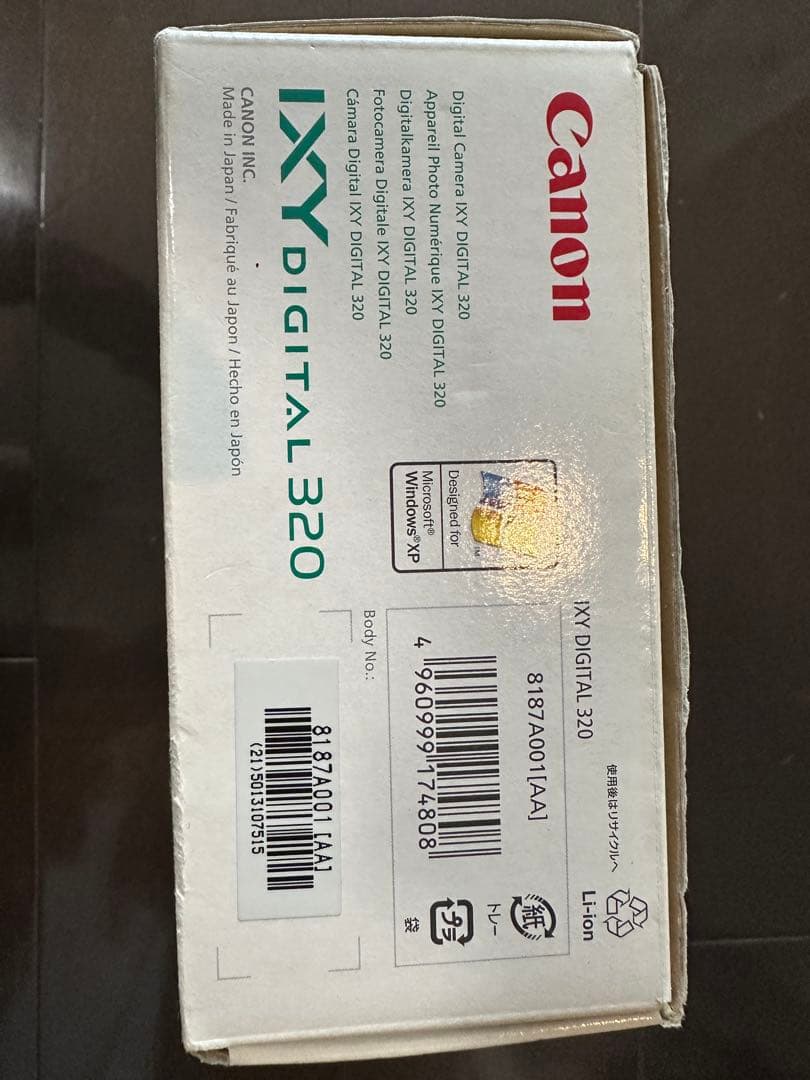 Canon
Digital Camera IXY DIGITAL 320
Appareil Photo Numérique IXY DIGITAL 320
Digitalkamera IXY DIGITAL 320
Fotocamera Digitale IXY DIGITAL 320
Cámara Digital IXY DIGITAL 320
IXY DIGITAL 320
CANON INC.
Made in Japan / Fabriqué au Japon / Hecho en Japón
Designed for
Microsoft®
Windows®XP
使用後はリサイクルへ
Li-ion
IXY DIGITAL 320
8187A001[AA]
4 960999 174808
紙
トレー
プラ
袋
Body No.:
8187A001 [AA]
(21)5013107515